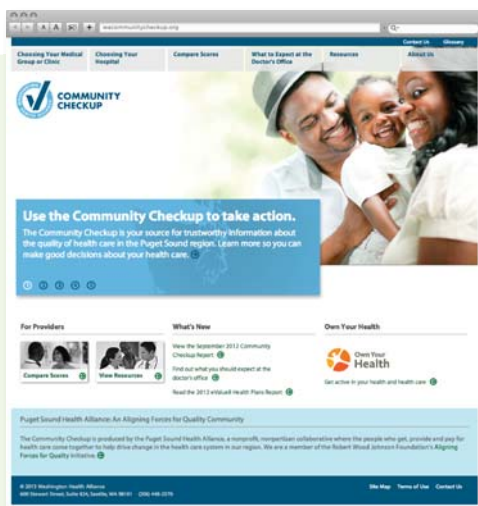 wacommunitycheckup.org
Contact Us Glossary
Choosing Your Medical Group or Clinic
Choosing Your Hospital
Compare Scores
What to Expect at the Doctor's Office
Resources
About Us
COMMUNITY
CHECKUP
Use the Community Checkup to take action.
The Community Checkup is your source for trustworthy information about
the quality of health care in the Puget Sound region. Learn more so you can
make good decisions about your health care.
1 2 3 4 5
For Providers
Compare Scores
View Resources
What's New
View the September 2012 Community
Checkup Report
Find out what you should expect at the
doctor's office
Read the 2012 eValue8 Health Plans Report
Own Your Health
Own Your
Health
Get active in your health and health care
Puget Sound Health Alliance: An Aligning Forces for Quality Community
The Community Checkup is produced by the Puget Sound Health Alliance, a nonprofit, nonpartisan collaborative where the people who get, provide and pay for
health care come together to help drive change in the health care system in our region. We are a member of the Robert Wood Johnson Foundation's Aligning
Forces for Quality Initiative.
© 2013 Washington Health Alliance
Site Map Terms of Use Contact Us